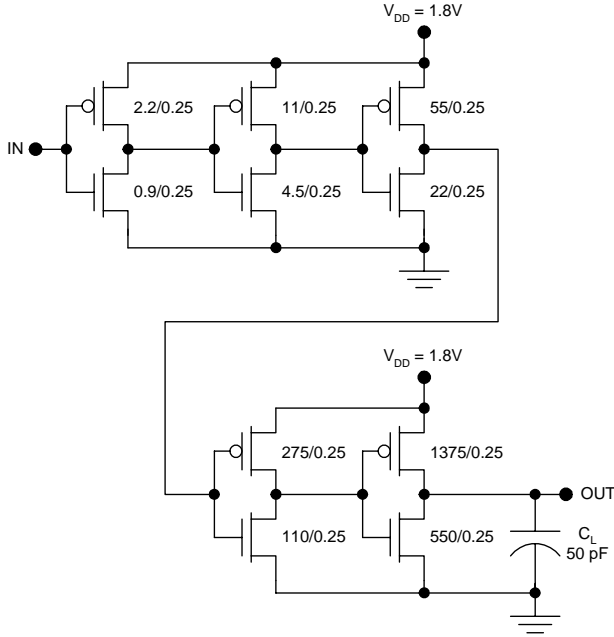 V_DD = 1.8V
2.2/0.25
11/0.25
55/0.25
IN
0.9/0.25
4.5/0.25
22/0.25
V_DD = 1.8V
275/0.25
1375/0.25
OUT
110/0.25
550/0.25
C_L
50 pF